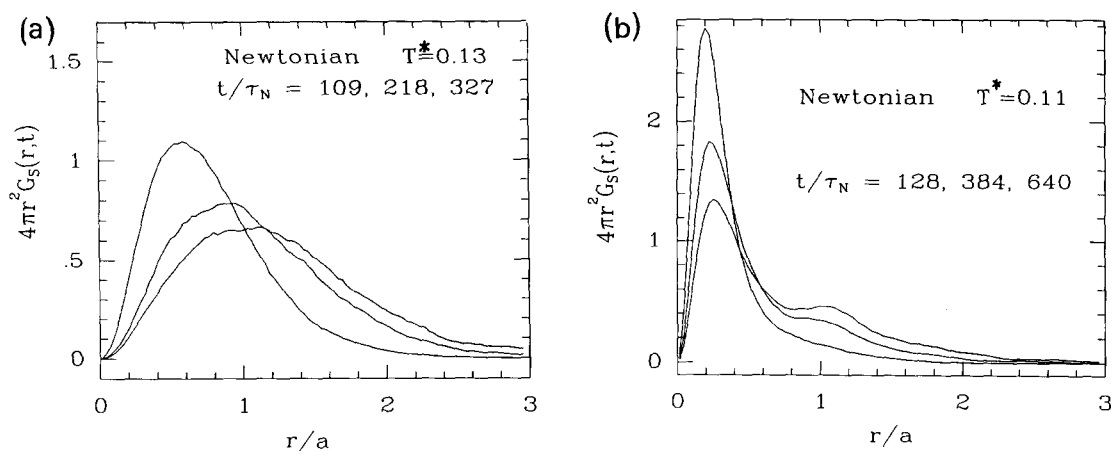 (a)
Newtonian T*=0.13
t/τN = 109, 218, 327
1.5
1
.5
0
4πr²Gs(r,t)
0 1 2 3
r/a
(b)
Newtonian T*=0.11
t/τN = 128, 384, 640
2
1
0
4πr²Gs(r,t)
0 1 2 3
r/a